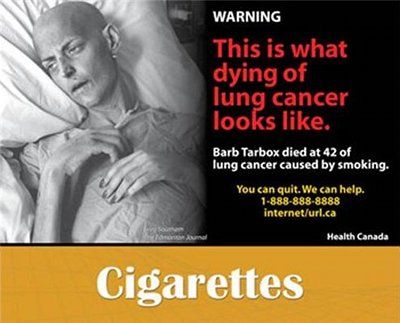 WARNING
This is what
dying of
lung cancer
looks like.
Barb Tarbox died at 42 of
lung cancer caused by smoking.
You can quit. We can help.
1-888-888-8888
internet/url.ca
Southam
Edmonton Journal
Health Canada
Cigarettes